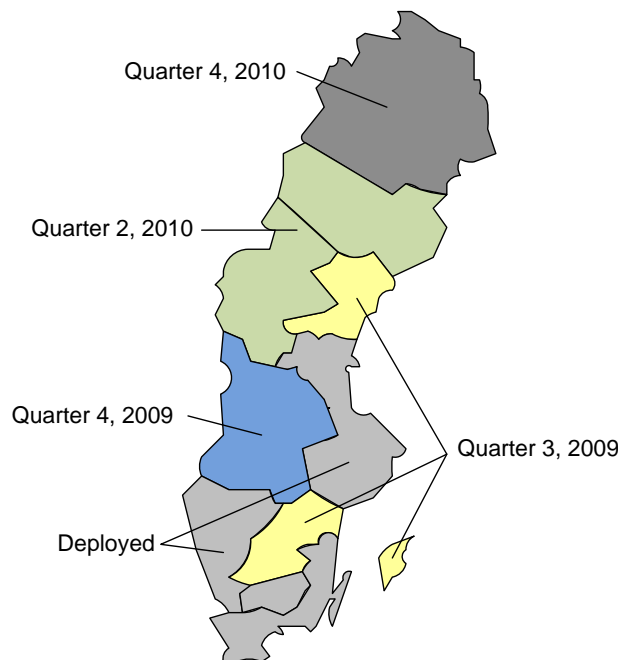 Quarter 4, 2010
Quarter 2, 2010
Quarter 4, 2009
Quarter 3, 2009
Deployed